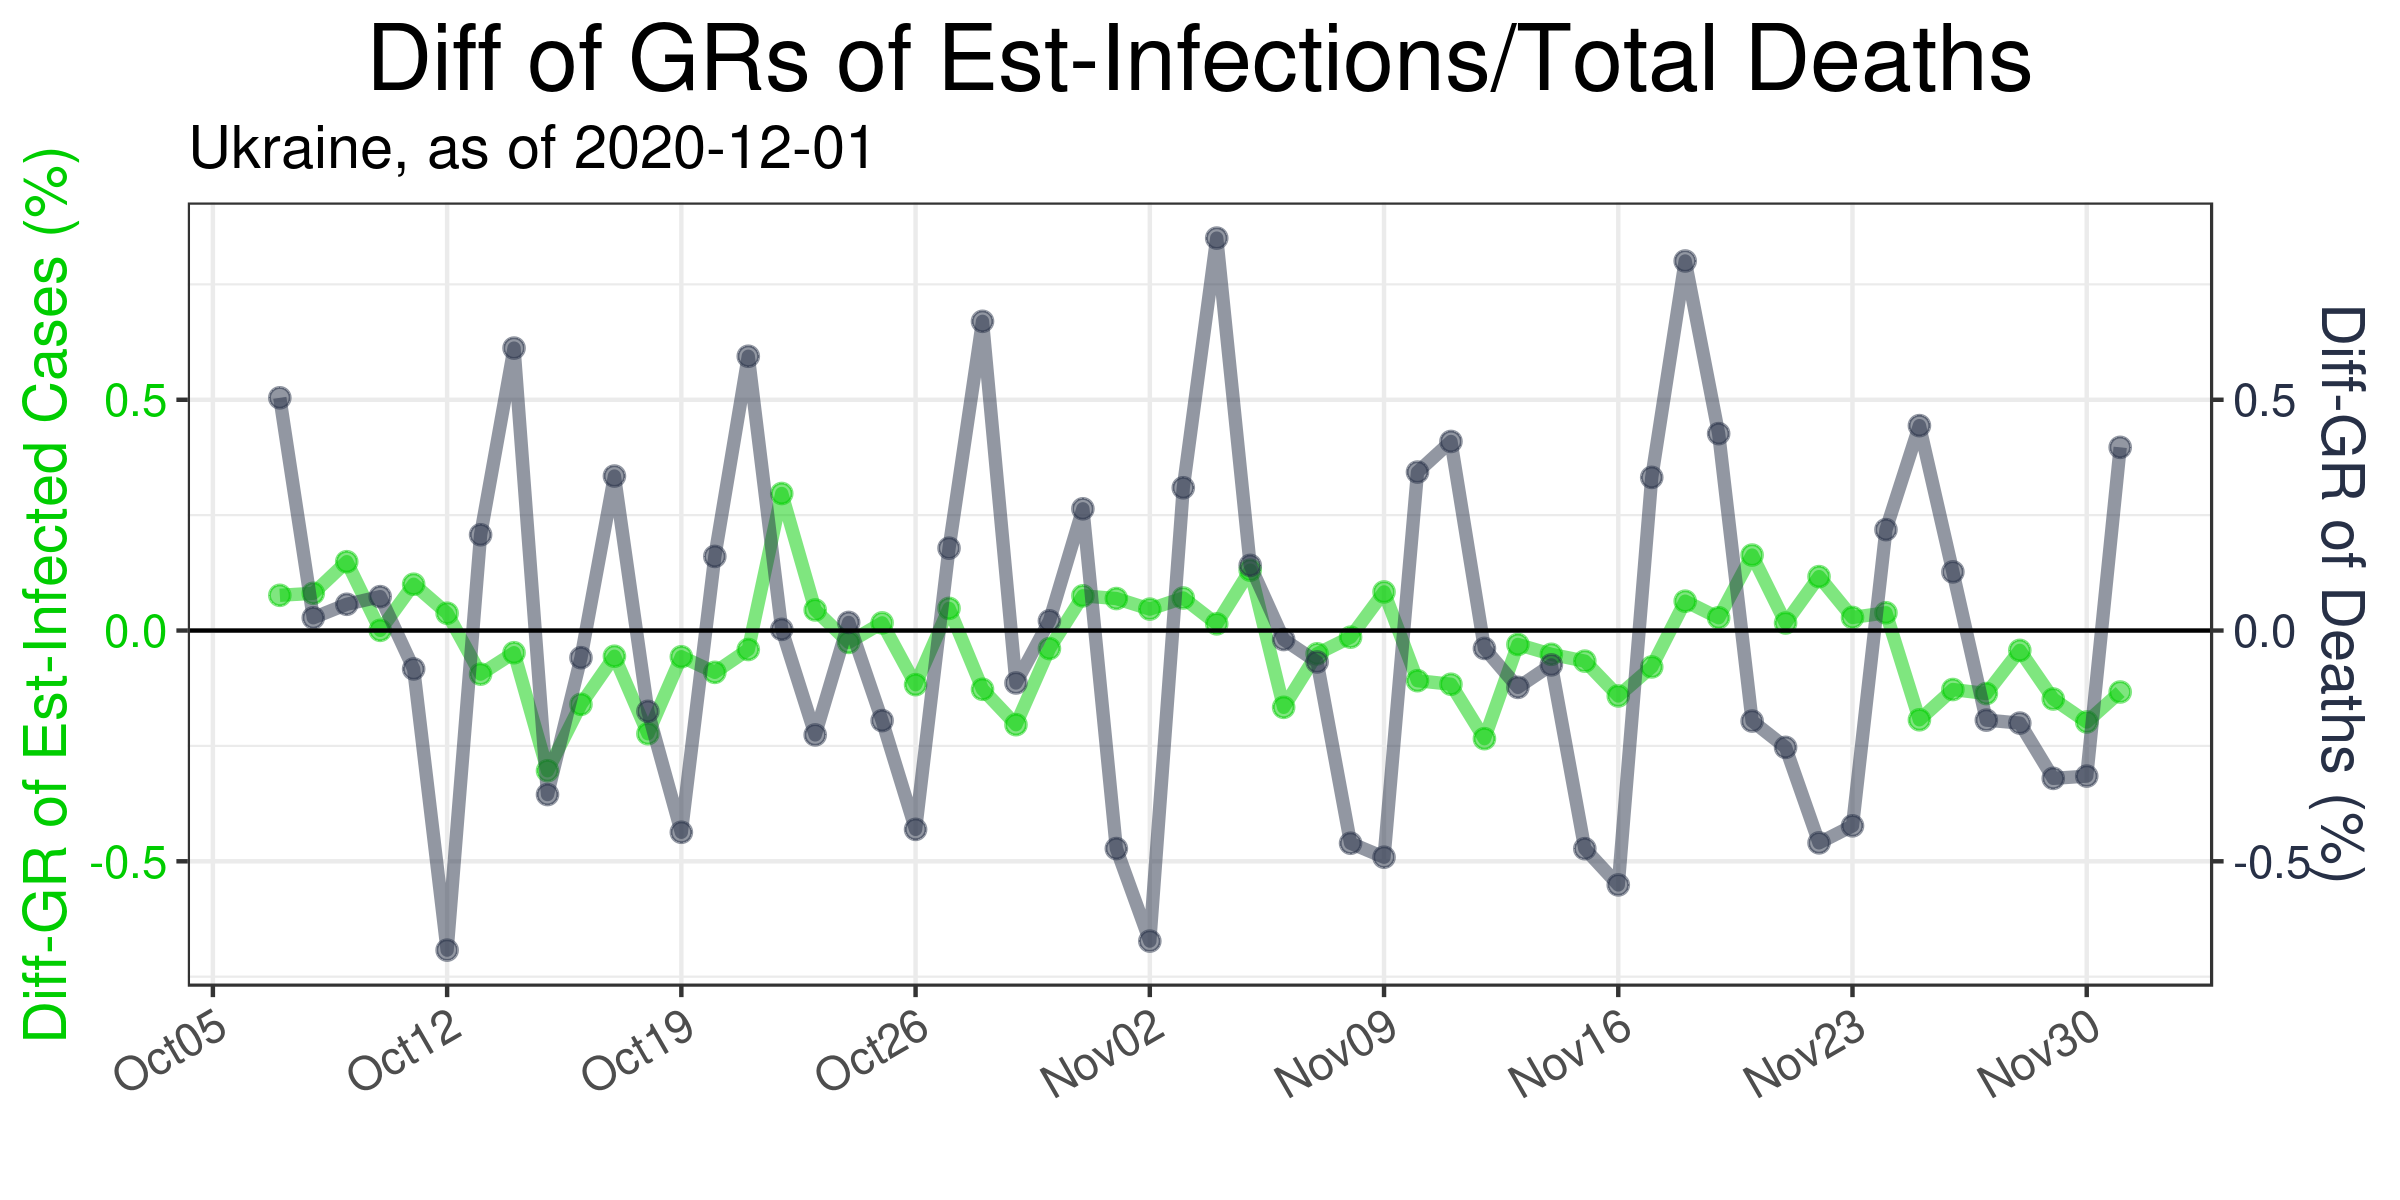 Diff of GRs of Est-Infections/Total Deaths
Ukraine, as of 2020-12-01
Diff-GR of Est-Infected Cases (%)
0.5
0.0
-0.5
0.5
0.0
-0.5
Diff-GR of Deaths (%)
Oct05
Oct12
Oct19
Oct26
Nov02
Nov09
Nov16
Nov23
Nov30